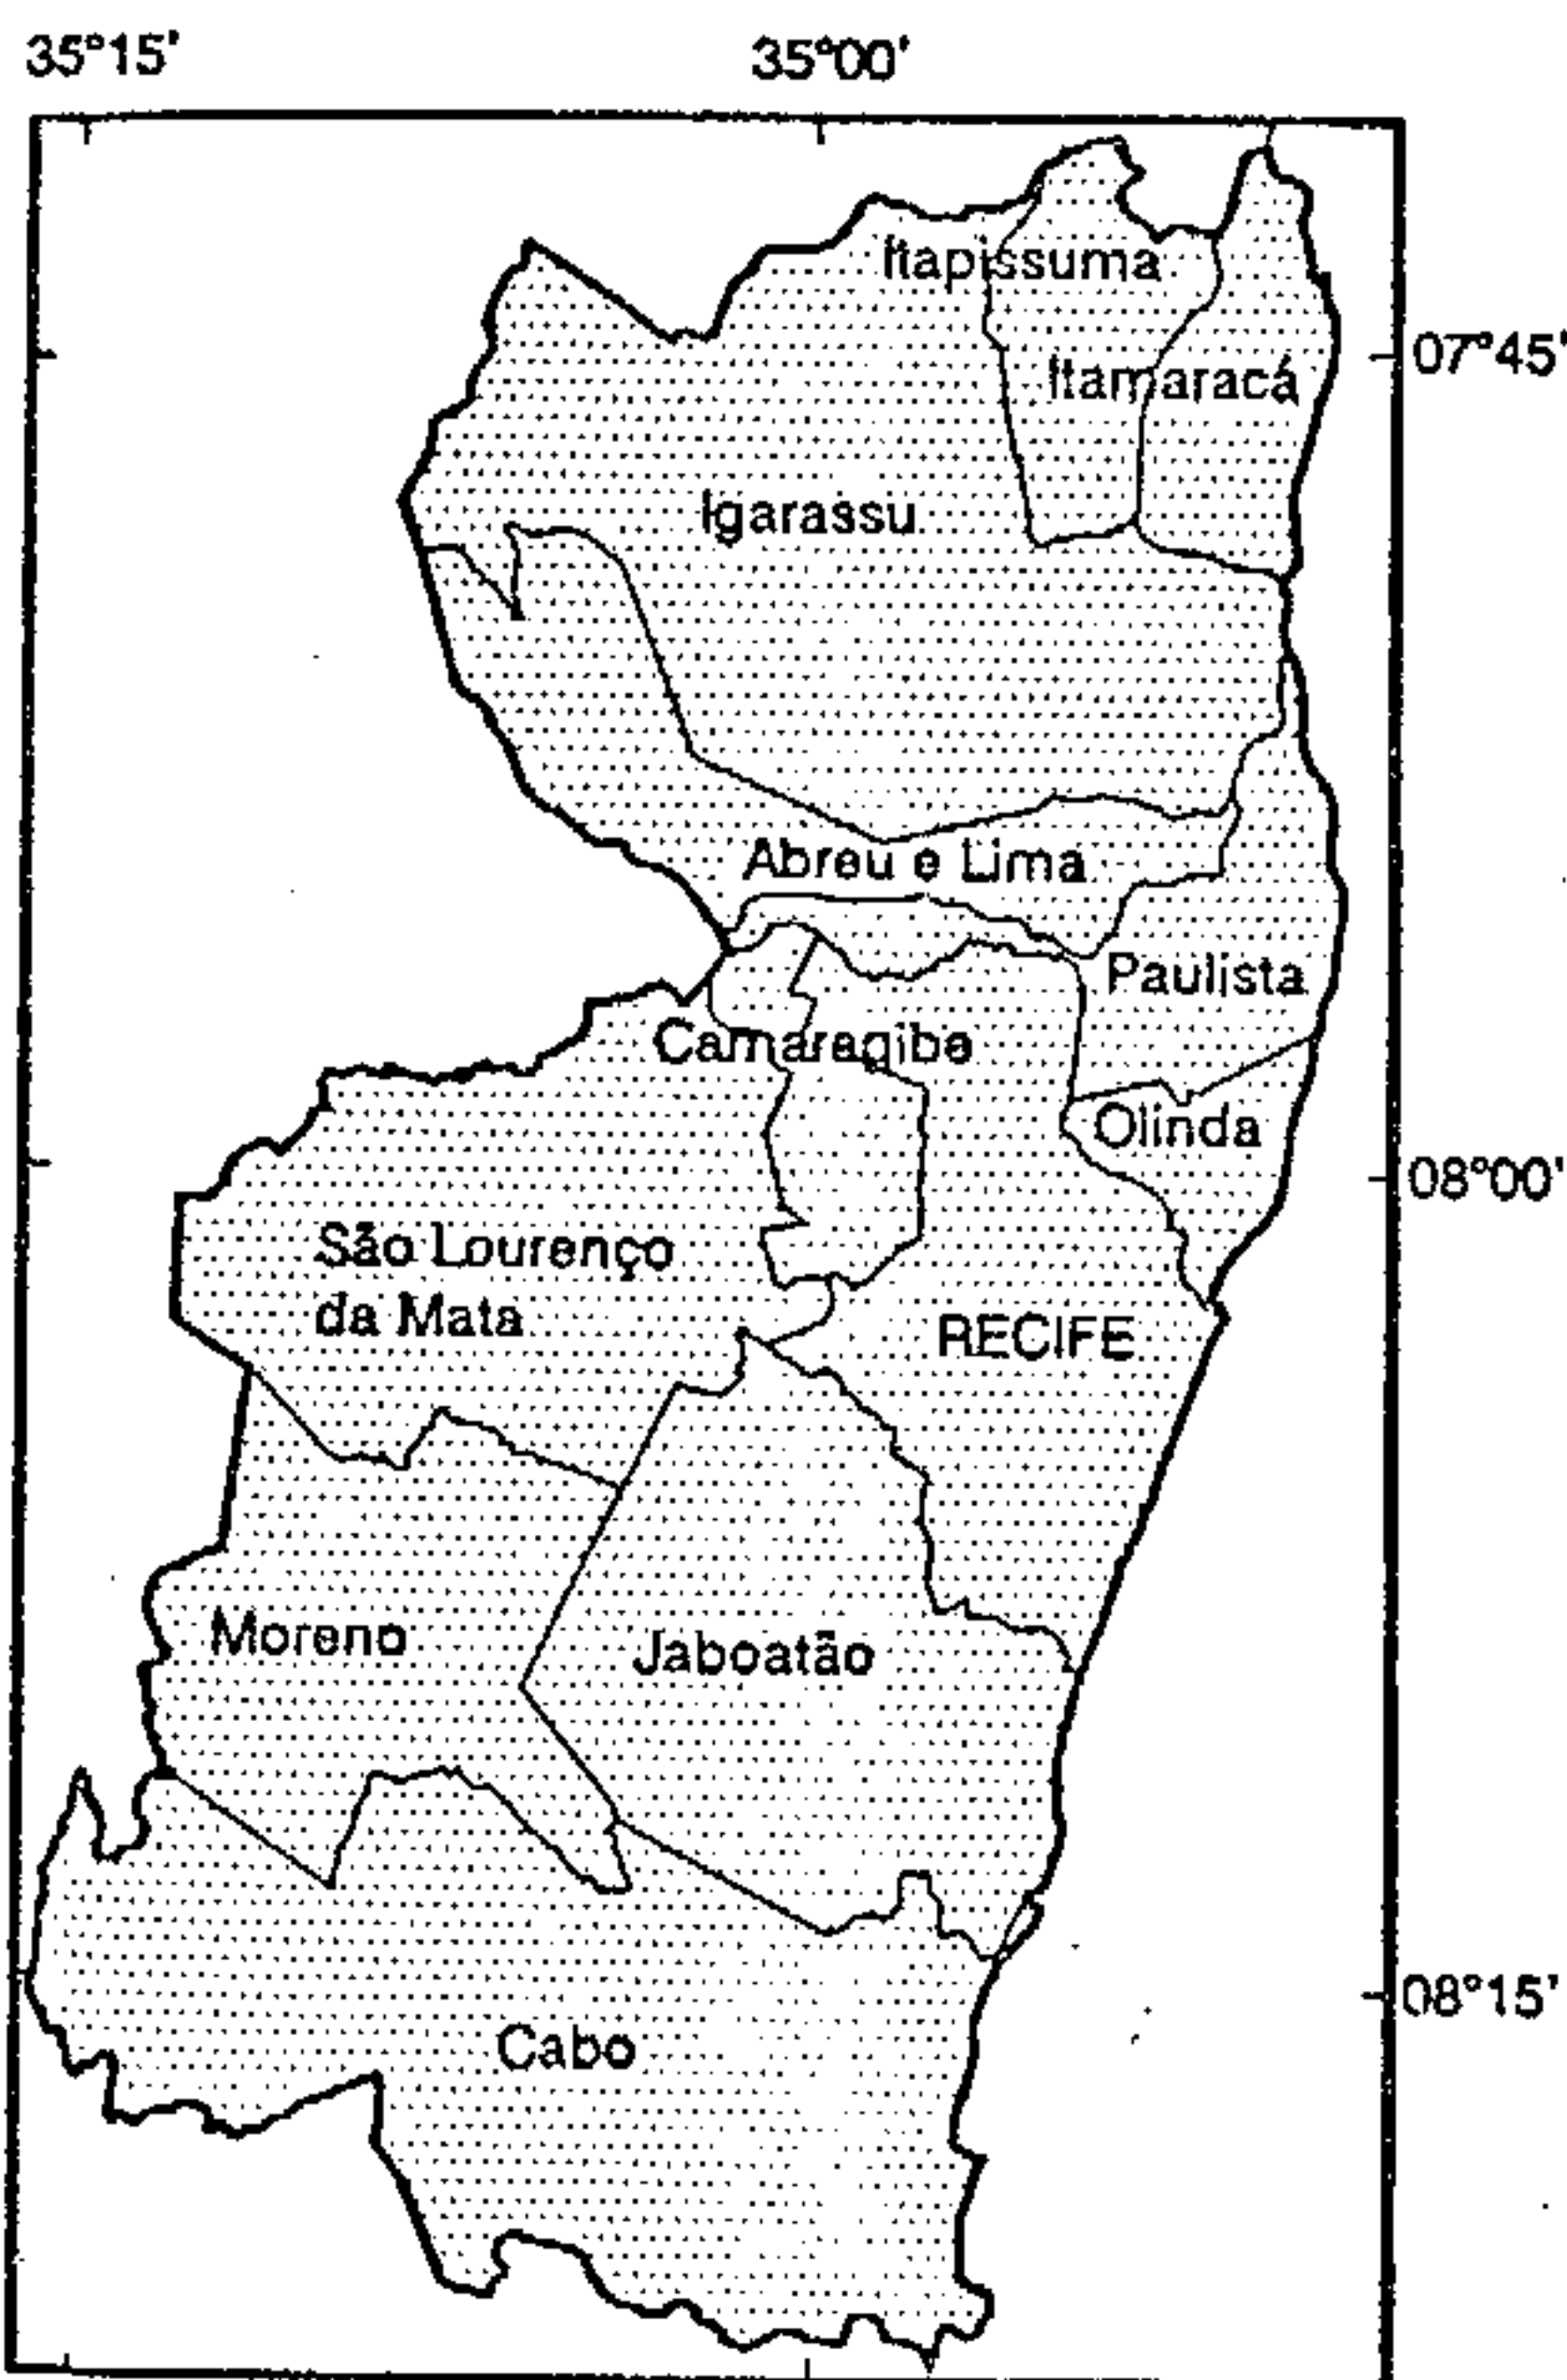 35°15'
35°00'
Itapissuma
07°45'
Itamaracá
Igarassu
Abreu e Lima
Paulista
Camaragibe
Olinda
08°00'
São Lourenço
da Mata
RECIFE
Moreno
Jaboatão
08°15'
Cabo